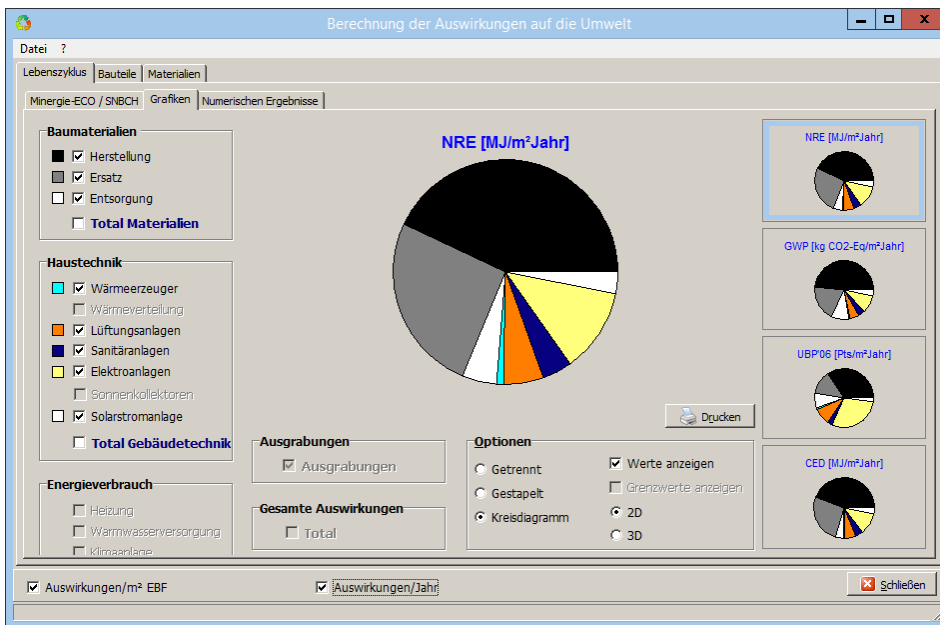 Berechnung der Auswirkungen auf die Umwelt
Datei ?
Lebenszyklus Bauteile Materialien
Minergie-ECO / SNBCH Grafiken Numerischen Ergebnisse
Baumaterialien
Herstellung
Ersatz
Entsorgung
Total Materialien
Haustechnik
Wärmeerzeuger
Wärmeverteilung
Lüftungsanlagen
Sanitäranlagen
Elektroanlagen
Sonnenkollektoren
Solarstromanlage
Total Gebäudetechnik
Energieverbrauch
Heizung
Warmwasserversorgung
Klimaanlage
NRE [MJ/m²Jahr]
Drucken
Ausgrabungen
Ausgrabungen
Gesamte Auswirkungen
Total
Optionen
Getrennt
Gestapelt
Kreisdiagramm
Werte anzeigen
Grenzwerte anzeigen
2D
3D
NRE [MJ/m²Jahr]
GWP [kg CO2-Eq/m²Jahr]
UBP'06 [Pts/m²Jahr]
CED [MJ/m²Jahr]
Auswirkungen/m² EBF
Auswirkungen/Jahr
Schließen